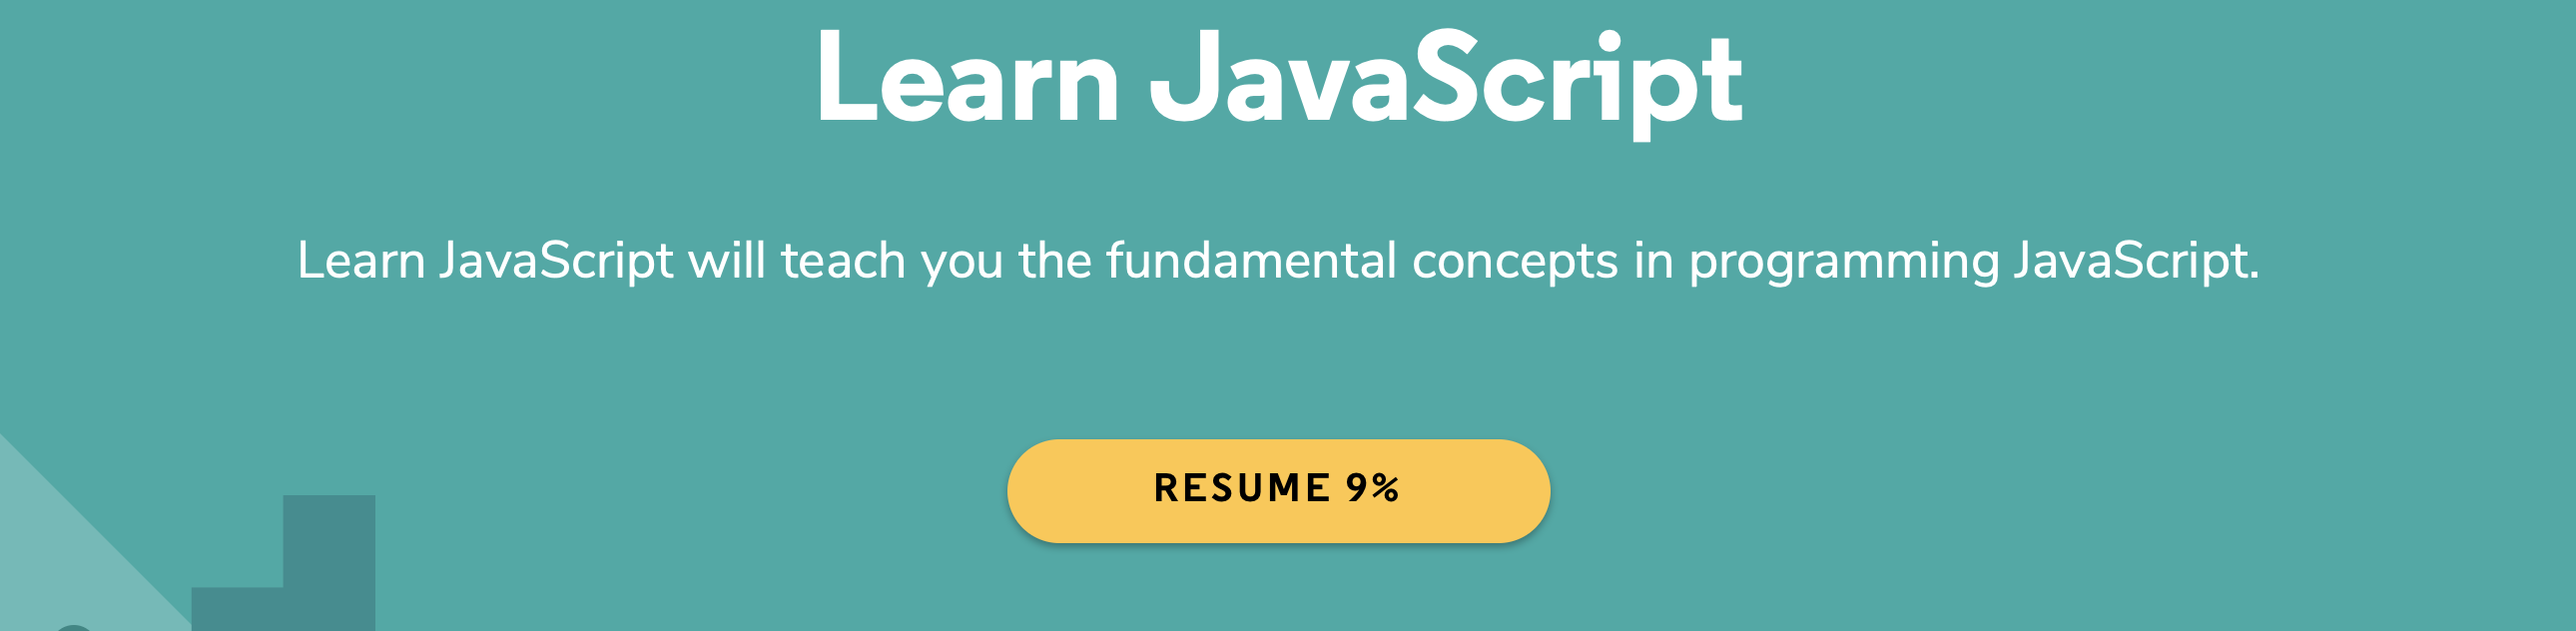 Learn JavaScript
Learn JavaScript will teach you the fundamental concepts in programming JavaScript.
RESUME 9%